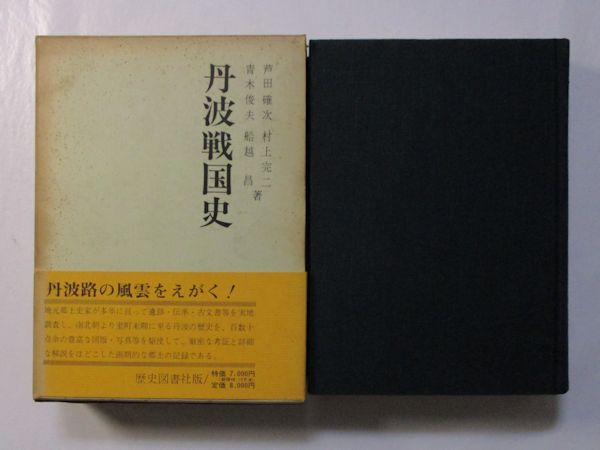 丹波戦国史
芦田確次 村上完二
青木俊夫 船越 昌 著
丹波路の風雲をえがく!
地元郷土史家が多年に亘って遺跡・伝承・古文書等を実地
調査し、南北朝より室町末期に至る丹波の歴史を、百数十
点余の豊富な図版・写真等を駆使して、厳密な考証と詳細
な解説をほどこした画期的な郷土の記録である。
歴史図書社版/
特価 7,000円
定価 8,000円